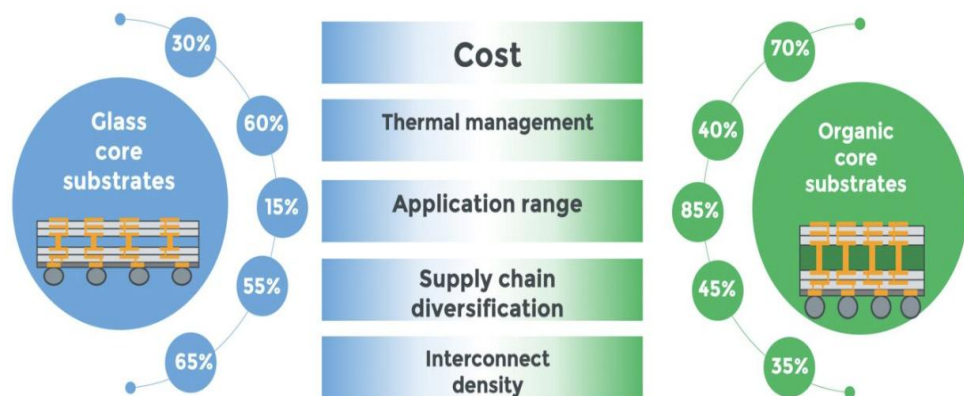 30%
Cost
70%
Glass
core
substrates
60%
Thermal management
40%
Organic
core
substrates
15%
Application range
85%
55%
Supply chain
diversification
45%
65%
Interconnect
density
35%